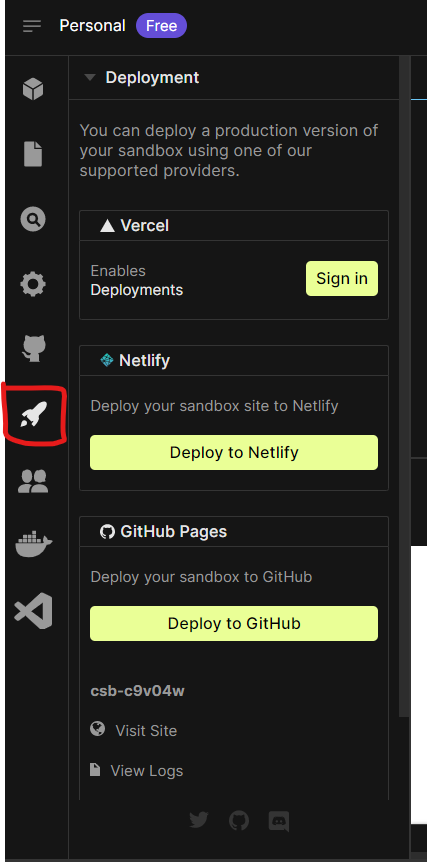 Personal Free
Deployment
You can deploy a production version of
your sandbox using one of our
supported providers.
Vercel
Enables
Deployments
Sign in
Netlify
Deploy your sandbox site to Netlify
Deploy to Netlify
GitHub Pages
Deploy your sandbox to GitHub
Deploy to GitHub
csb-c9v04w
Visit Site
View Logs